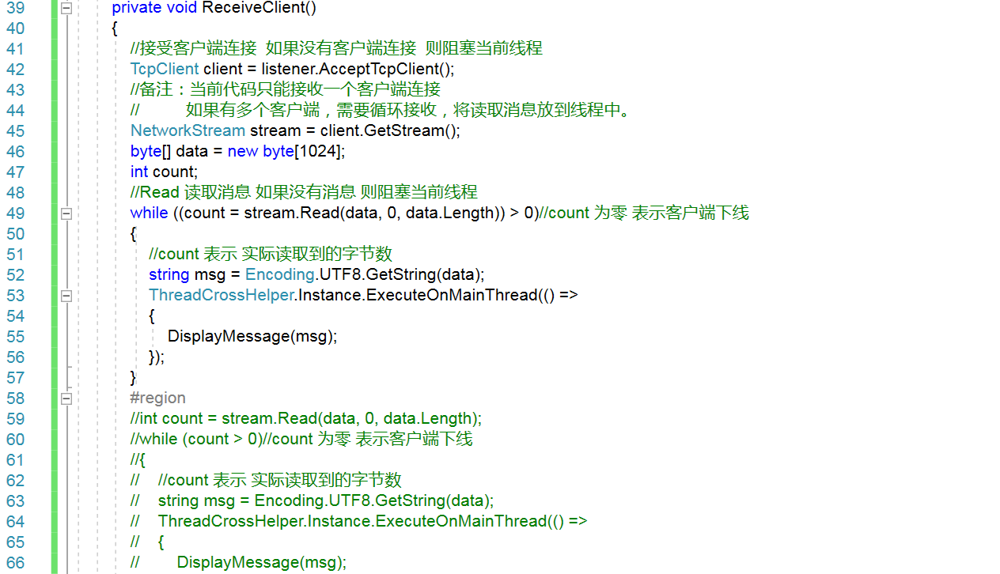 39 private void ReceiveClient()
40 {
41 //接受客户端连接  如果没有客户端连接  则阻塞当前线程
42 TcpClient client = listener.AcceptTcpClient();
43 //备注：当前代码只能接收一个客户端连接
44 //          如果有多个客户端，需要循环接收，将读取消息放到线程中。
45 NetworkStream stream = client.GetStream();
46 byte[] data = new byte[1024];
47 int count;
48 //Read 读取消息 如果没有消息 则阻塞当前线程
49 while ((count = stream.Read(data, 0, data.Length)) > 0)//count 为零 表示客户端下线
50 {
51 //count 表示 实际读取到的字节数
52 string msg = Encoding.UTF8.GetString(data);
53 ThreadCrossHelper.Instance.ExecuteOnMainThread(() =>
54 {
55 DisplayMessage(msg);
56 });
57 }
58 #region
59 //int count = stream.Read(data, 0, data.Length);
60 //while (count > 0)//count 为零 表示客户端下线
61 //{
62 //    //count 表示 实际读取到的字节数
63 //    string msg = Encoding.UTF8.GetString(data);
64 //    ThreadCrossHelper.Instance.ExecuteOnMainThread(() =>
65 //    {
66 //        DisplayMessage(msg);